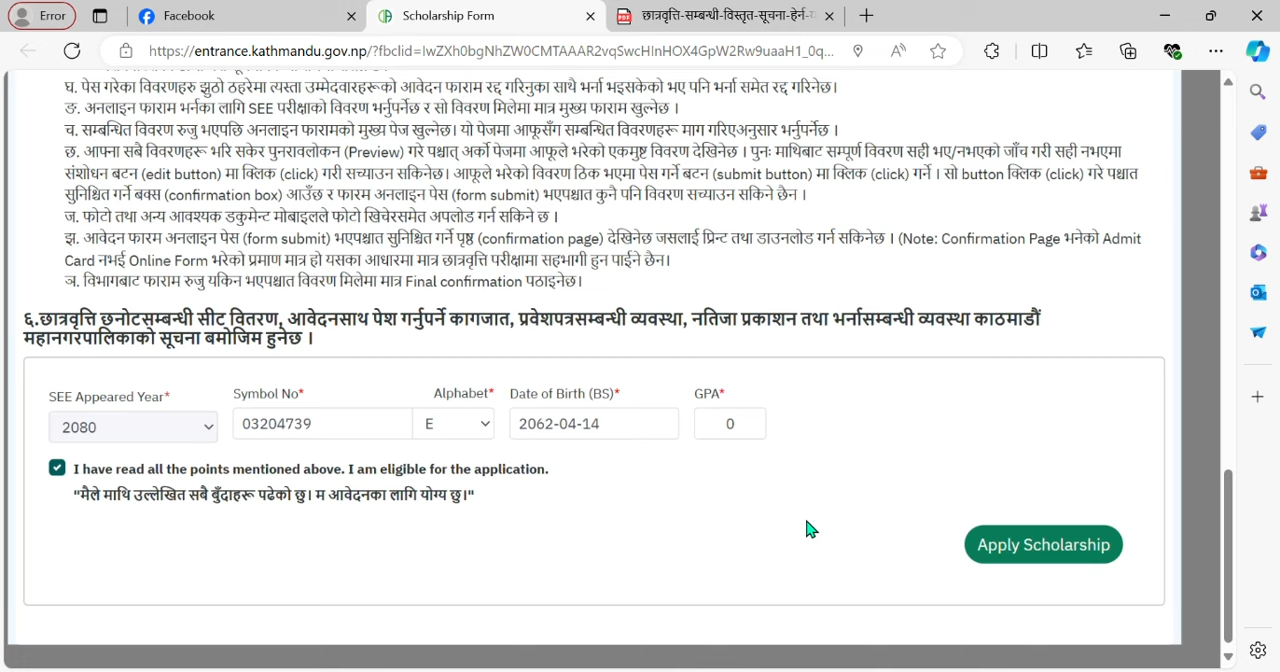 Error
Facebook
Scholarship Form
छात्रवृत्ति-सम्बन्धी-विस्तृत-सूचना-हेर्न-
https://entrance.kathmandu.gov.np/?fbclid=IwZXh0bgNhZW0CMTAAAR2vqSwcHlnHOX4GpW2Rw9uaaH1_0q...
घ. पेस गरेका विवरणहरु झुठो ठहरेमा त्यस्ता उम्मेदवारहरूको आवेदन फाराम रद्द गरिनुका साथै भर्ना भइसकेको भए पनि भर्ना समेत रद्द गरिनेछ।
ङ. अनलाइन फाराम भर्नका लागि SEE परीक्षाको विवरण भर्नुपर्नेछ र सो विवरण मिलेमा मात्र मुख्य फाराम खुल्नेछ ।
च. सम्बन्धित विवरण रुजु भएपछि अनलाइन फारामको मुख्य पेज खुल्नेछ। यो पेजमा आफूसँग सम्बन्धित विवरणहरू माग गरिएअनुसार भर्नुपर्नेछ ।
छ. आफ्ना सबै विवरणहरू भरि सकेर पुनरावलोकन (Preview) गरे पश्चात् अर्को पेजमा आफूले भरेको एकमुष्ट विवरण देखिनेछ । पुनः माथिबाट सम्पूर्ण विवरण सही भए/नभएको जाँच गरी सही नभएमा
संशोधन बटन (edit button) मा क्लिक (click) गरी सच्याउन सकिनेछ। आफूले भरेको विवरण ठिक भएमा पेस गर्ने बटन (submit button) मा क्लिक (click) गर्ने । सो button क्लिक (click) गरे पश्चात
सुनिश्चित गर्ने बक्स (confirmation box) आउँछ र फारम अनलाइन पेस (form submit) भएपश्चात कुनै पनि विवरण सच्याउन सकिने छैन ।
ज. फोटो तथा अन्य आवश्यक डकुमेन्ट मोबाइलले फोटो खिचेरसमेत अपलोड गर्न सकिने छ ।
झ. आवेदन फारम अनलाइन पेस (form submit) भएपश्चात सुनिश्चित गर्ने पृष्ठ (confirmation page) देखिनेछ जसलाई प्रिन्ट तथा डाउनलोड गर्न सकिनेछ । (Note: Confirmation Page भनेको Admit
Card नभई Online Form भरेको प्रमाण मात्र हो यसका आधारमा मात्र छात्रवृत्ति परीक्षामा सहभागी हुन पाईने छैन।
ञ. विभागबाट फाराम रुजु यकिन भएपश्चात विवरण मिलेमा मात्र Final confirmation पठाइनेछ।
६.छात्रवृत्ति छनोटसम्बन्धी सीट वितरण, आवेदनसाथ पेश गर्नुपर्ने कागजात, प्रवेशपत्रसम्बन्धी व्यवस्था, नतिजा प्रकाशन तथा भर्नासम्बन्धी व्यवस्था काठमाडौं
महानगरपालिकाको सूचना बमोजिम हुनेछ ।
SEE Appeared Year* Symbol No* Alphabet* Date of Birth (BS)* GPA*
2080 03204739 E 2062-04-14 0
I have read all the points mentioned above. I am eligible for the application.
"मैले माथि उल्लेखित सबै बुँदाहरू पढेको छु। म आवेदनका लागि योग्य छु।"
Apply Scholarship